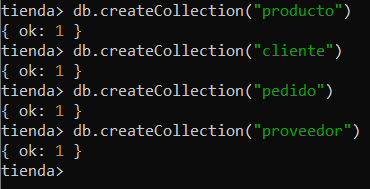 tienda> db.createCollection("producto")
{ ok: 1 }
tienda> db.createCollection("cliente")
{ ok: 1 }
tienda> db.createCollection("pedido")
{ ok: 1 }
tienda> db.createCollection("proveedor")
{ ok: 1 }
tienda>